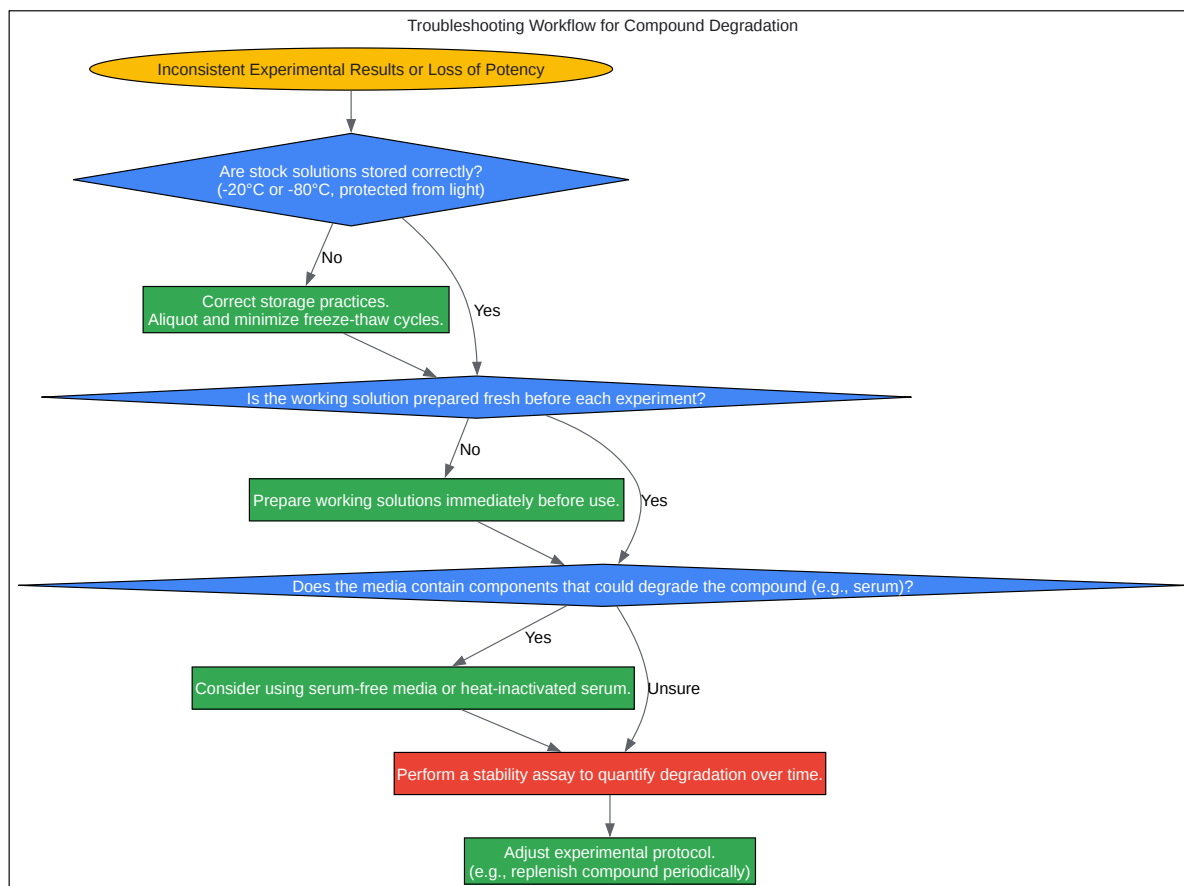 Troubleshooting Workflow for Compound Degradation
Inconsistent Experimental Results or Loss of Potency
Are stock solutions stored correctly?
(-20°C or -80°C, protected from light)
No
Correct storage practices.
Aliquot and minimize freeze-thaw cycles.
Yes
Is the working solution prepared fresh before each experiment?
No
Prepare working solutions immediately before use.
Yes
Does the media contain components that could degrade the compound (e.g., serum)?
Yes
Consider using serum-free media or heat-inactivated serum.
Unsure
Perform a stability assay to quantify degradation over time.
Adjust experimental protocol.
(e.g., replenish compound periodically)